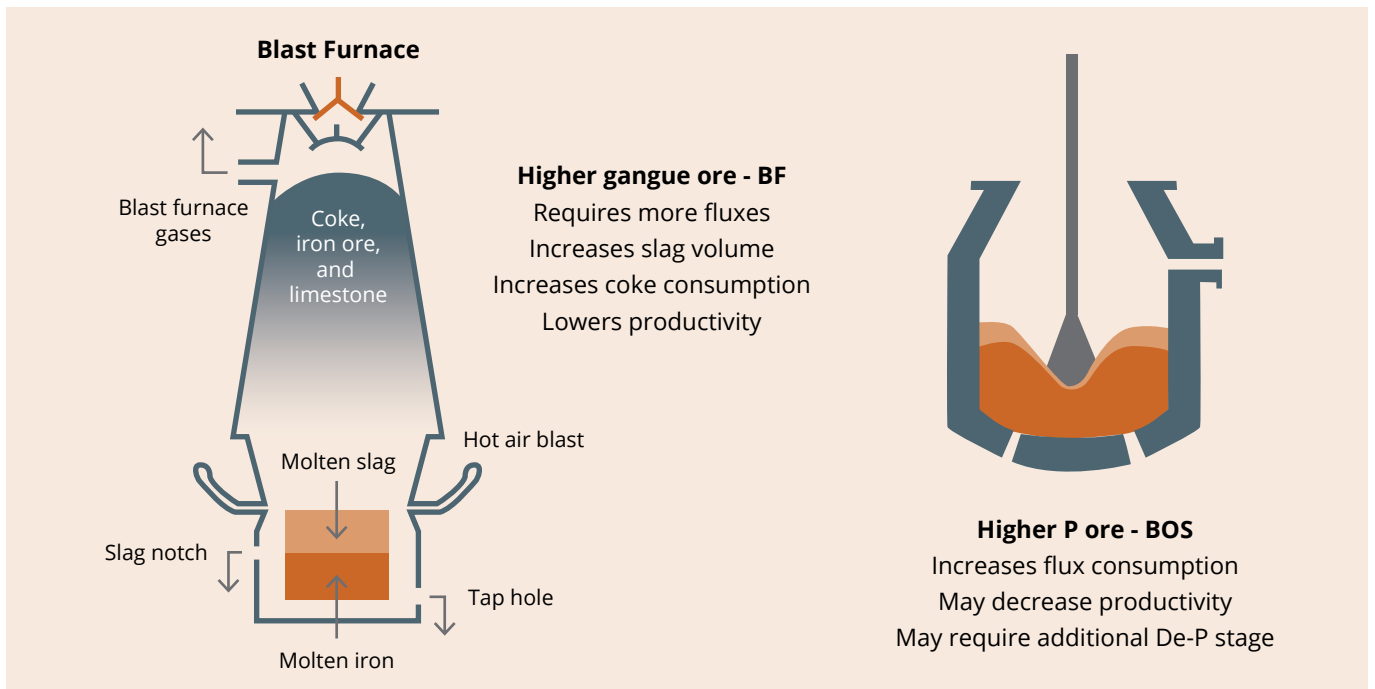 Blast Furnace
Blast furnace
gases
Coke,
iron ore,
and
limestone
Higher gangue ore - BF
Requires more fluxes
Increases slag volume
Increases coke consumption
Lowers productivity
Hot air blast
Molten slag
Slag notch
Tap hole
Molten iron
Higher P ore - BOS
Increases flux consumption
May decrease productivity
May require additional De-P stage